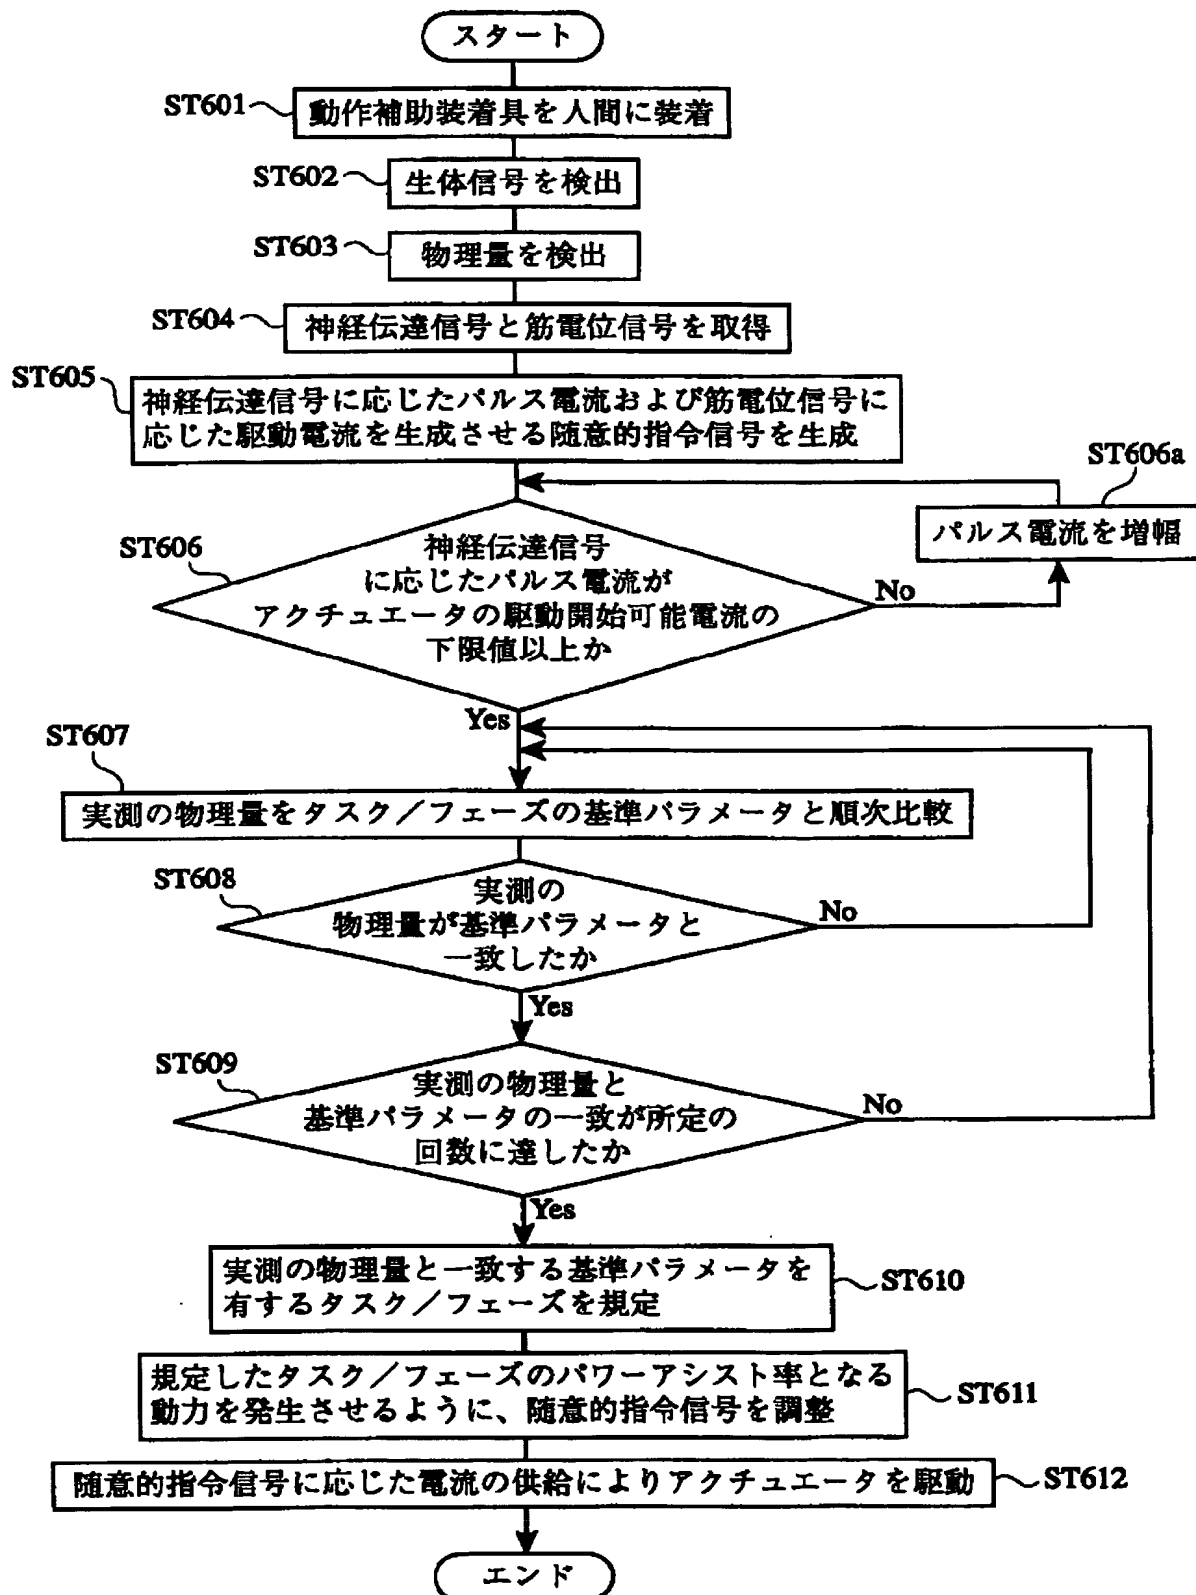 スタート
ST601
動作補助装着具を人間に装着
ST602
生体信号を検出
ST603
物理量を検出
ST604
神経伝達信号と筋電位信号を取得
ST605
神経伝達信号に応じたパルス電流および筋電位信号に
応じた駆動電流を生成させる随意的指令信号を生成
ST606a
パルス電流を増幅
ST606
神経伝達信号
に応じたパルス電流が
アクチュエータの駆動開始可能電流の
下限値以上か
No
Yes
ST607
実測の物理量をタスク／フェーズの基準パラメータと順次比較
ST608
実測の
物理量が基準パラメータと
一致したか
No
Yes
ST609
実測の物理量と
基準パラメータの一致が所定の
回数に達したか
No
Yes
実測の物理量と一致する基準パラメータを
有するタスク／フェーズを規定
ST610
規定したタスク／フェーズのパワーアシスト率となる
動力を発生させるように、随意的指令信号を調整
ST611
随意的指令信号に応じた電流の供給によりアクチュエータを駆動
ST612
エンド